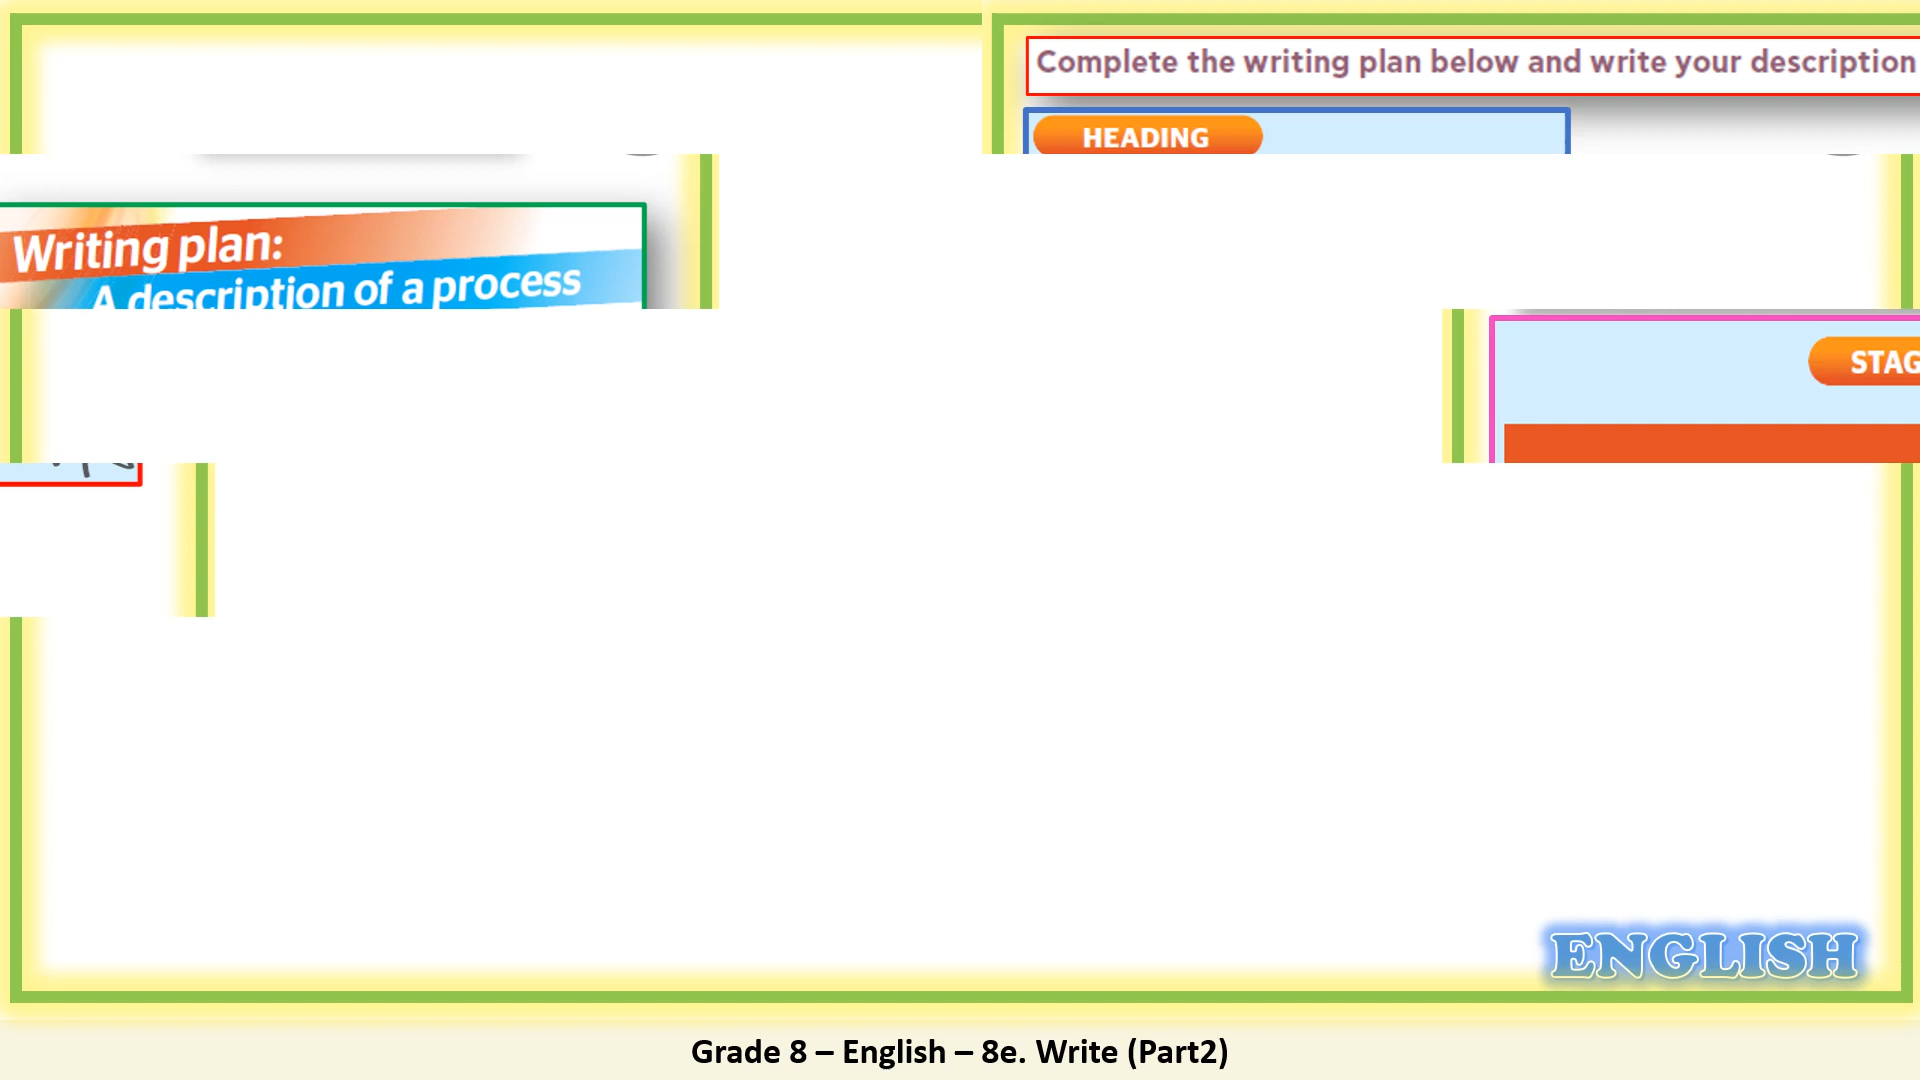 Complete the writing plan below and write your description
HEADING
Writing plan:
A description of a process
STAG
ENGLISH
Grade 8 – English – 8e. Write (Part2)